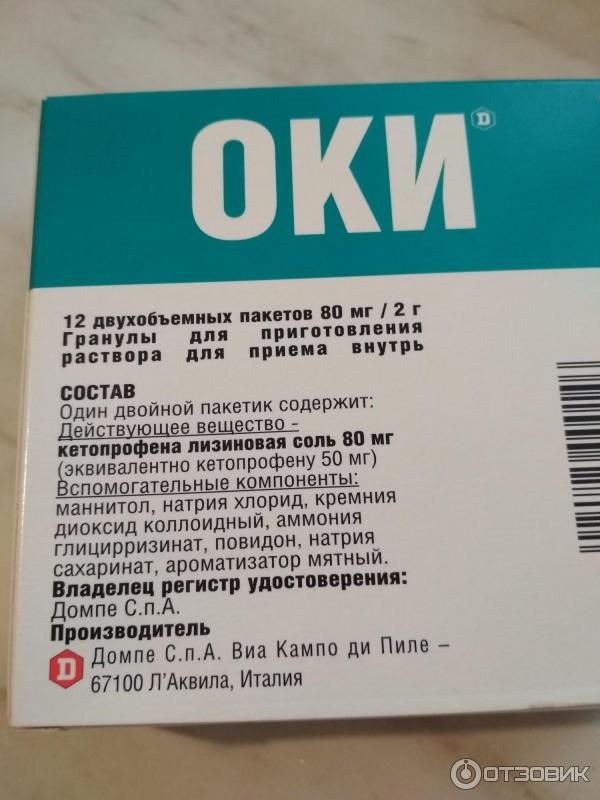 ОКИ
D
12 двухобъемных пакетов 80 мг / 2 г
Гранулы для приготовления
раствора для приема внутрь
СОСТАВ
Один двойной пакетик содержит:
Действующее вещество -
кетопрофена лизиновая соль 80 мг
(эквивалентно кетопрофену 50 мг)
Вспомогательные компоненты:
маннитол, натрия хлорид, кремния
диоксид коллоидный, аммония
глицирризинат, повидон, натрия
сахаринат, ароматизатор мятный.
Владелец регистр удостоверения:
Домпе С.п.А.
Производитель
D Домпе С.п.А. Виа Кампо ди Пиле –
67100 Л'Аквила, Италия
ОТЗОВИК